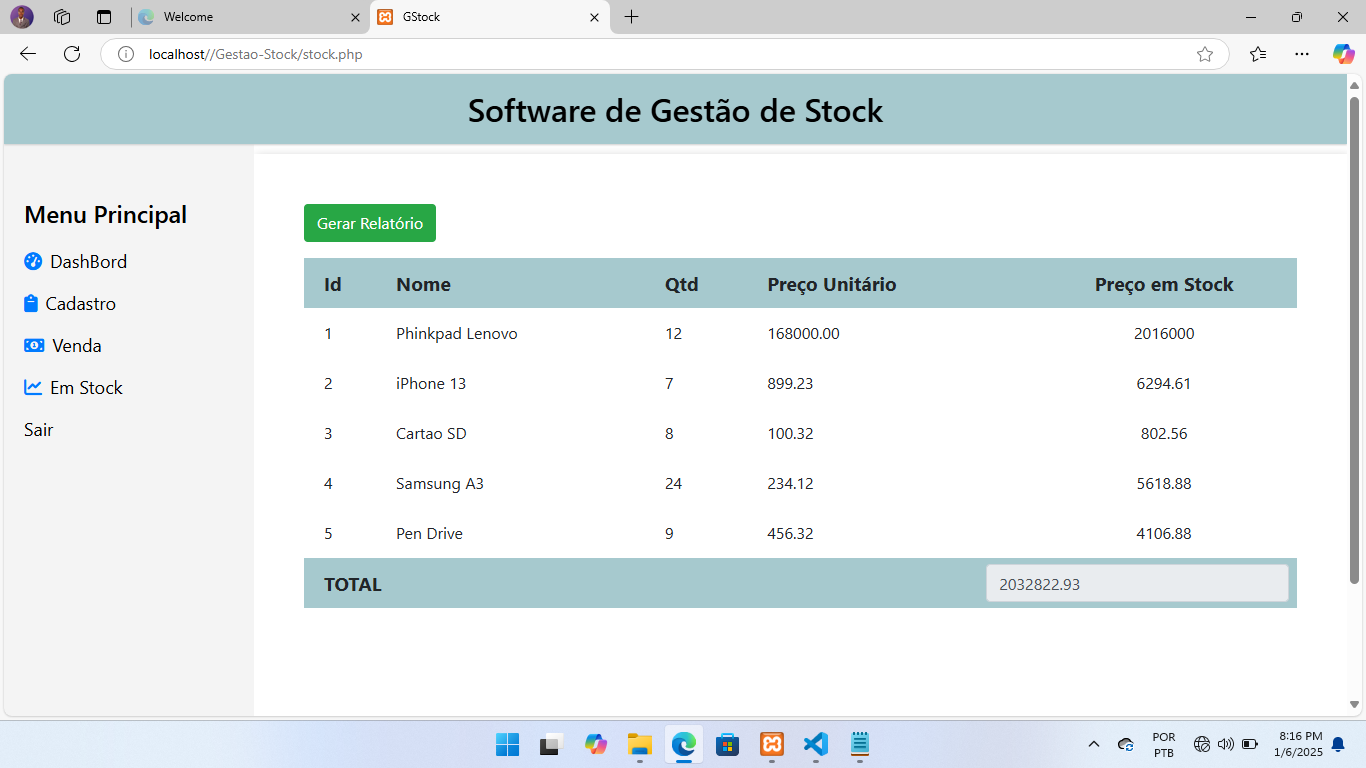 Welcome
GStock
localhost//Gestao-Stock/stock.php
Software de Gestão de Stock
Menu Principal
DashBord
Cadastro
Venda
Em Stock
Sair
Gerar Relatório
Id Nome Qtd Preço Unitário Preço em Stock
1 Phinkpad Lenovo 12 168000.00 2016000
2 iPhone 13 7 899.23 6294.61
3 Cartao SD 8 100.32 802.56
4 Samsung A3 24 234.12 5618.88
5 Pen Drive 9 456.32 4106.88
TOTAL 2032822.93
POR
PTB
8:16 PM
1/6/2025